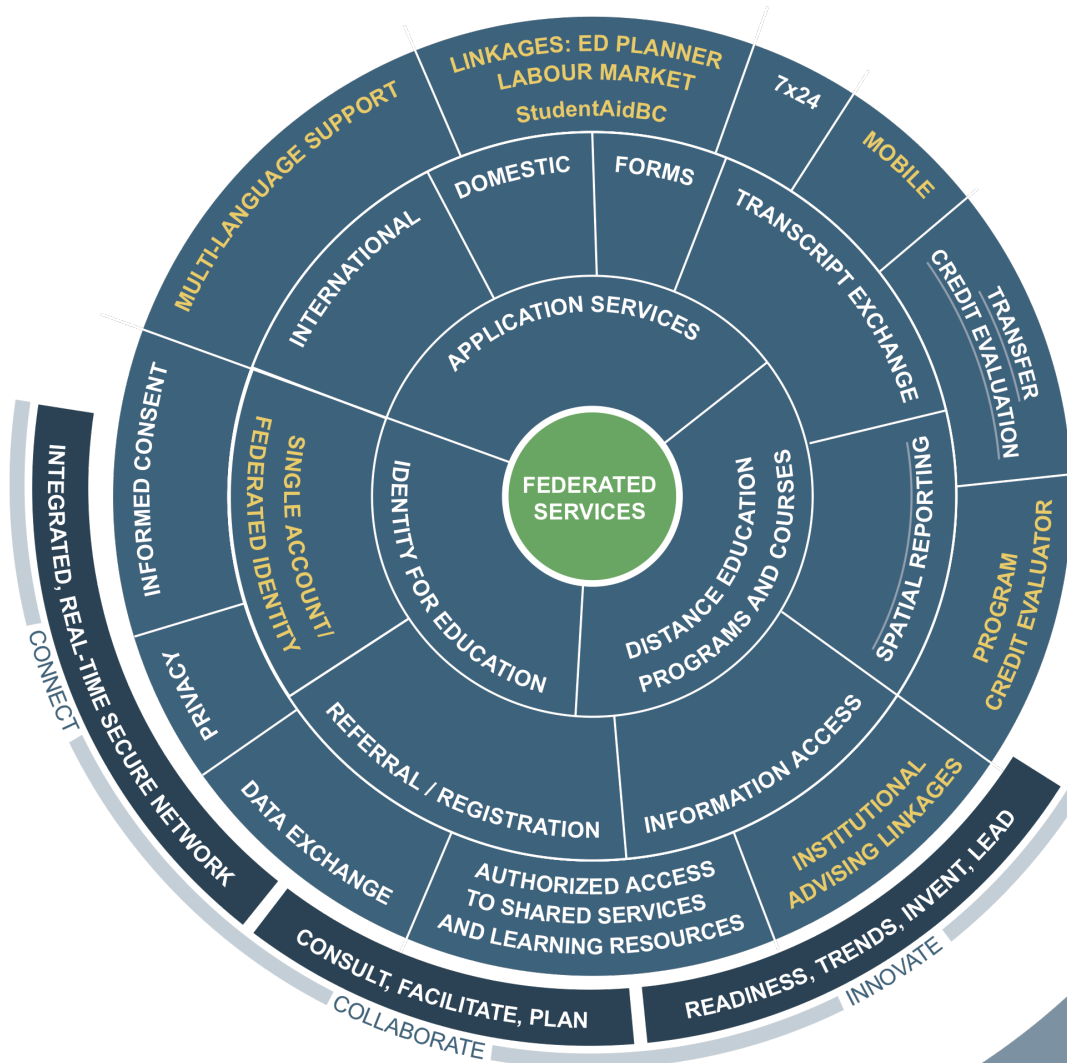 LINKAGES: ED PLANNER
LABOUR MARKET
StudentAidBC
7x24
MOBILE
TRANSFER
CREDIT EVALUATION
PROGRAM
CREDIT EVALUATOR
INSTITUTIONAL
ADVISING LINKAGES
AUTHORIZED ACCESS
TO SHARED SERVICES
AND LEARNING RESOURCES
DATA EXCHANGE
PRIVACY
INFORMED CONSENT
MULTI-LANGUAGE SUPPORT
INTERNATIONAL
DOMESTIC
FORMS
TRANSCRIPT EXCHANGE
SPATIAL REPORTING
INFORMATION ACCESS
REFERRAL / REGISTRATION
SINGLE ACCOUNT/
FEDERATED IDENTITY
APPLICATION SERVICES
DISTANCE EDUCATION
PROGRAMS AND COURSES
IDENTITY FOR EDUCATION
FEDERATED
SERVICES
INTEGRATED, REAL-TIME SECURE NETWORK
CONNECT
CONSULT, FACILITATE, PLAN
COLLABORATE
READINESS, TRENDS, INVENT, LEAD
INNOVATE